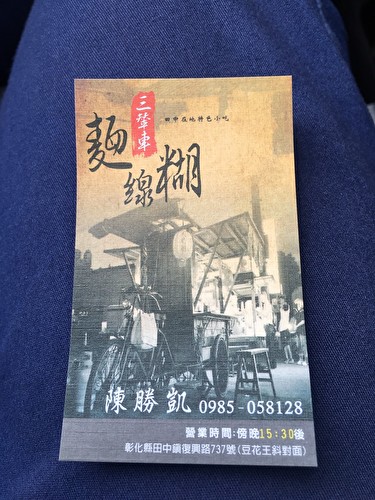 三輦車
田中在地特色小吃
麵線糊
陳勝凱 0985-058128
營業時間:傍晚15:30後
彰化縣田中鎮復興路737號(豆花王斜對面)